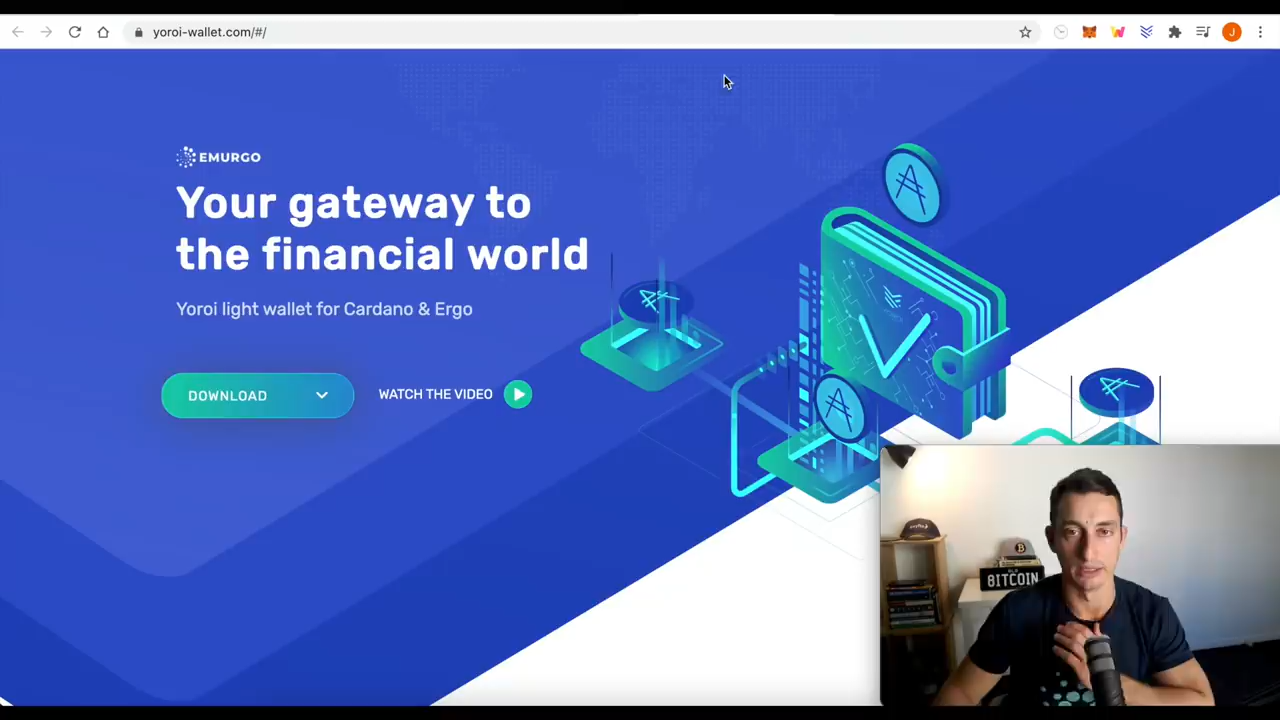 yoroi-wallet.com/#/
J
EMURGO
Your gateway to
the financial world
Yoroi light wallet for Cardano & Ergo
DOWNLOAD
WATCH THE VIDEO
BITCOIN